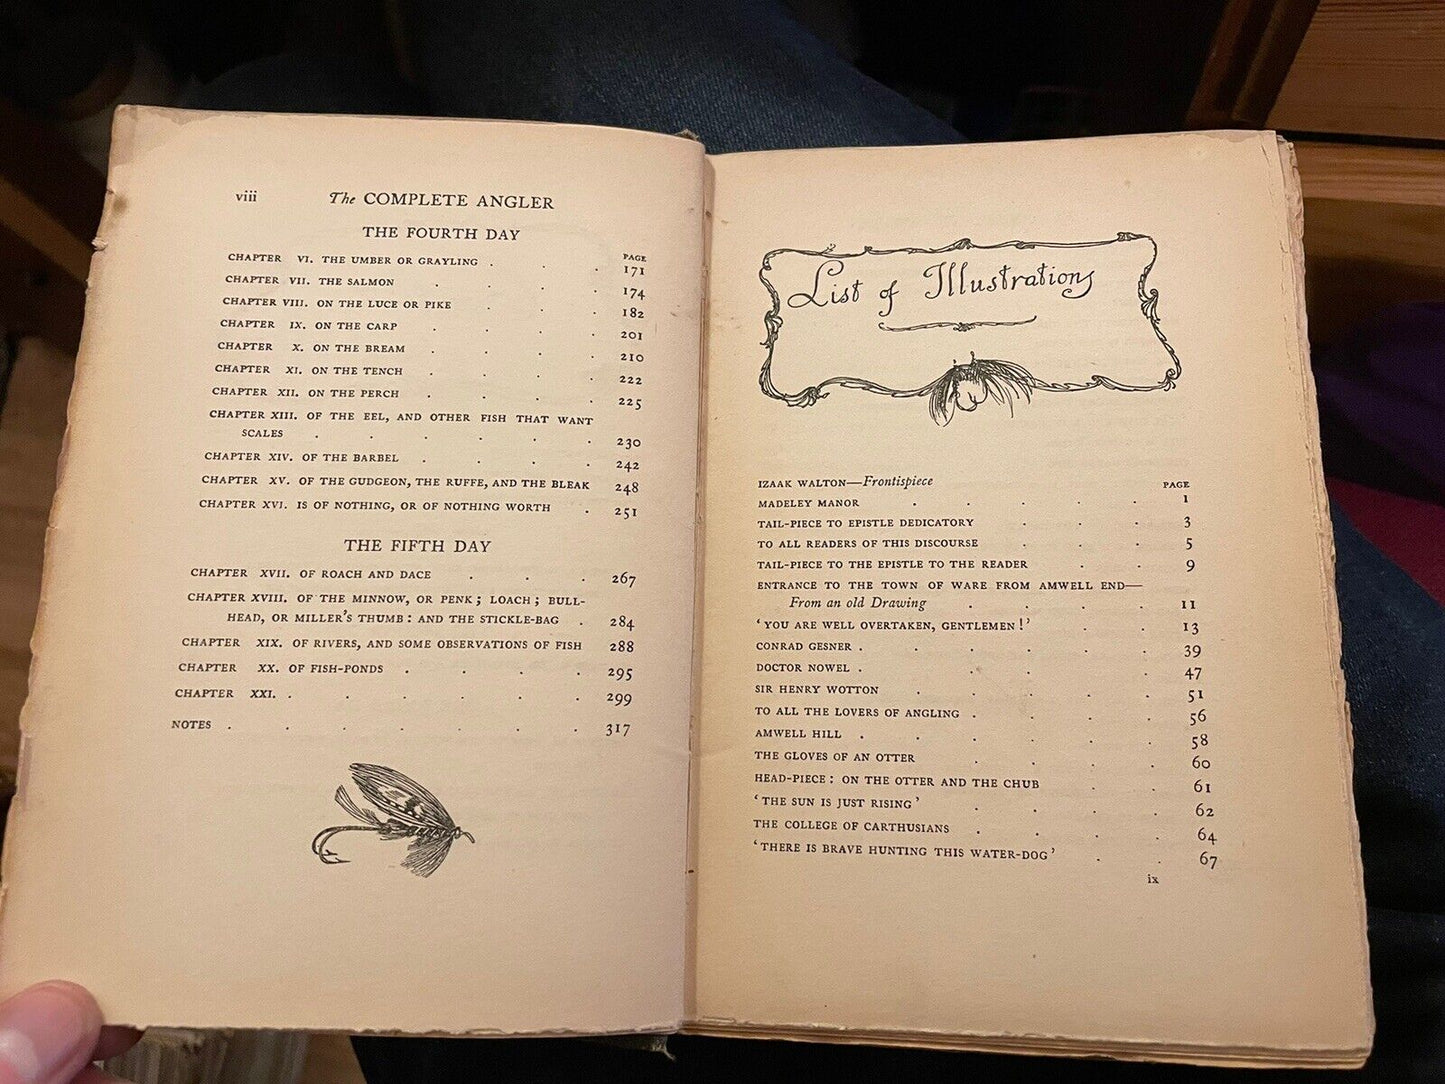 viii The COMPLETE ANGLER
THE FOURTH DAY
PAGE
CHAPTER VI. THE UMBER OR GRAYLING . . . 171
CHAPTER VII. THE SALMON . . . . 174
CHAPTER VIII. ON THE LUCE OR PIKE . . . 182
CHAPTER IX. ON THE CARP . . . . 201
CHAPTER X. ON THE BREAM . . . . 210
CHAPTER XI. ON THE TENCH . . . . 222
CHAPTER XII. ON THE PERCH . . . . 225
CHAPTER XIII. OF THE EEL, AND OTHER FISH THAT WANT
SCALES . . . . . . 230
CHAPTER XIV. OF THE BARBEL . . . . 242
CHAPTER XV. OF THE GUDGEON, THE RUFFE, AND THE BLEAK 248
CHAPTER XVI. IS OF NOTHING, OR OF NOTHING WORTH . 251
THE FIFTH DAY
CHAPTER XVII. OF ROACH AND DACE . . . 267
CHAPTER XVIII. OF THE MINNOW, OR PENK; LOACH; BULL-
HEAD, OR MILLER'S THUMB: AND THE STICKLE-BAG . 284
CHAPTER XIX. OF RIVERS, AND SOME OBSERVATIONS OF FISH 288
CHAPTER XX. OF FISH-PONDS . . . . 295
CHAPTER XXI. . . . . . . 299
NOTES . . . . . . . 317
List of Illustrations
IZAAK WALTON—Frontispiece
PAGE
MADELEY MANOR . . . . . 1
TAIL-PIECE TO EPISTLE DEDICATORY . . . 3
TO ALL READERS OF THIS DISCOURSE . . . 5
TAIL-PIECE TO THE EPISTLE TO THE READER . . 9
ENTRANCE TO THE TOWN OF WARE FROM AMWELL END—
From an old Drawing . . . . 11
'YOU ARE WELL OVERTAKEN, GENTLEMEN!' . . 13
CONRAD GESNER . . . . . . 39
DOCTOR NOWEL . . . . . . 47
SIR HENRY WOTTON . . . . . 51
TO ALL THE LOVERS OF ANGLING . . . . 56
AMWELL HILL . . . . . . 58
THE GLOVES OF AN OTTER . . . . 60
HEAD-PIECE: ON THE OTTER AND THE CHUB . . 61
'THE SUN IS JUST RISING' . . . . 62
THE COLLEGE OF CARTHUSIANS . . . . 64
'THERE IS BRAVE HUNTING THIS WATER-DOG' . . 67
ix